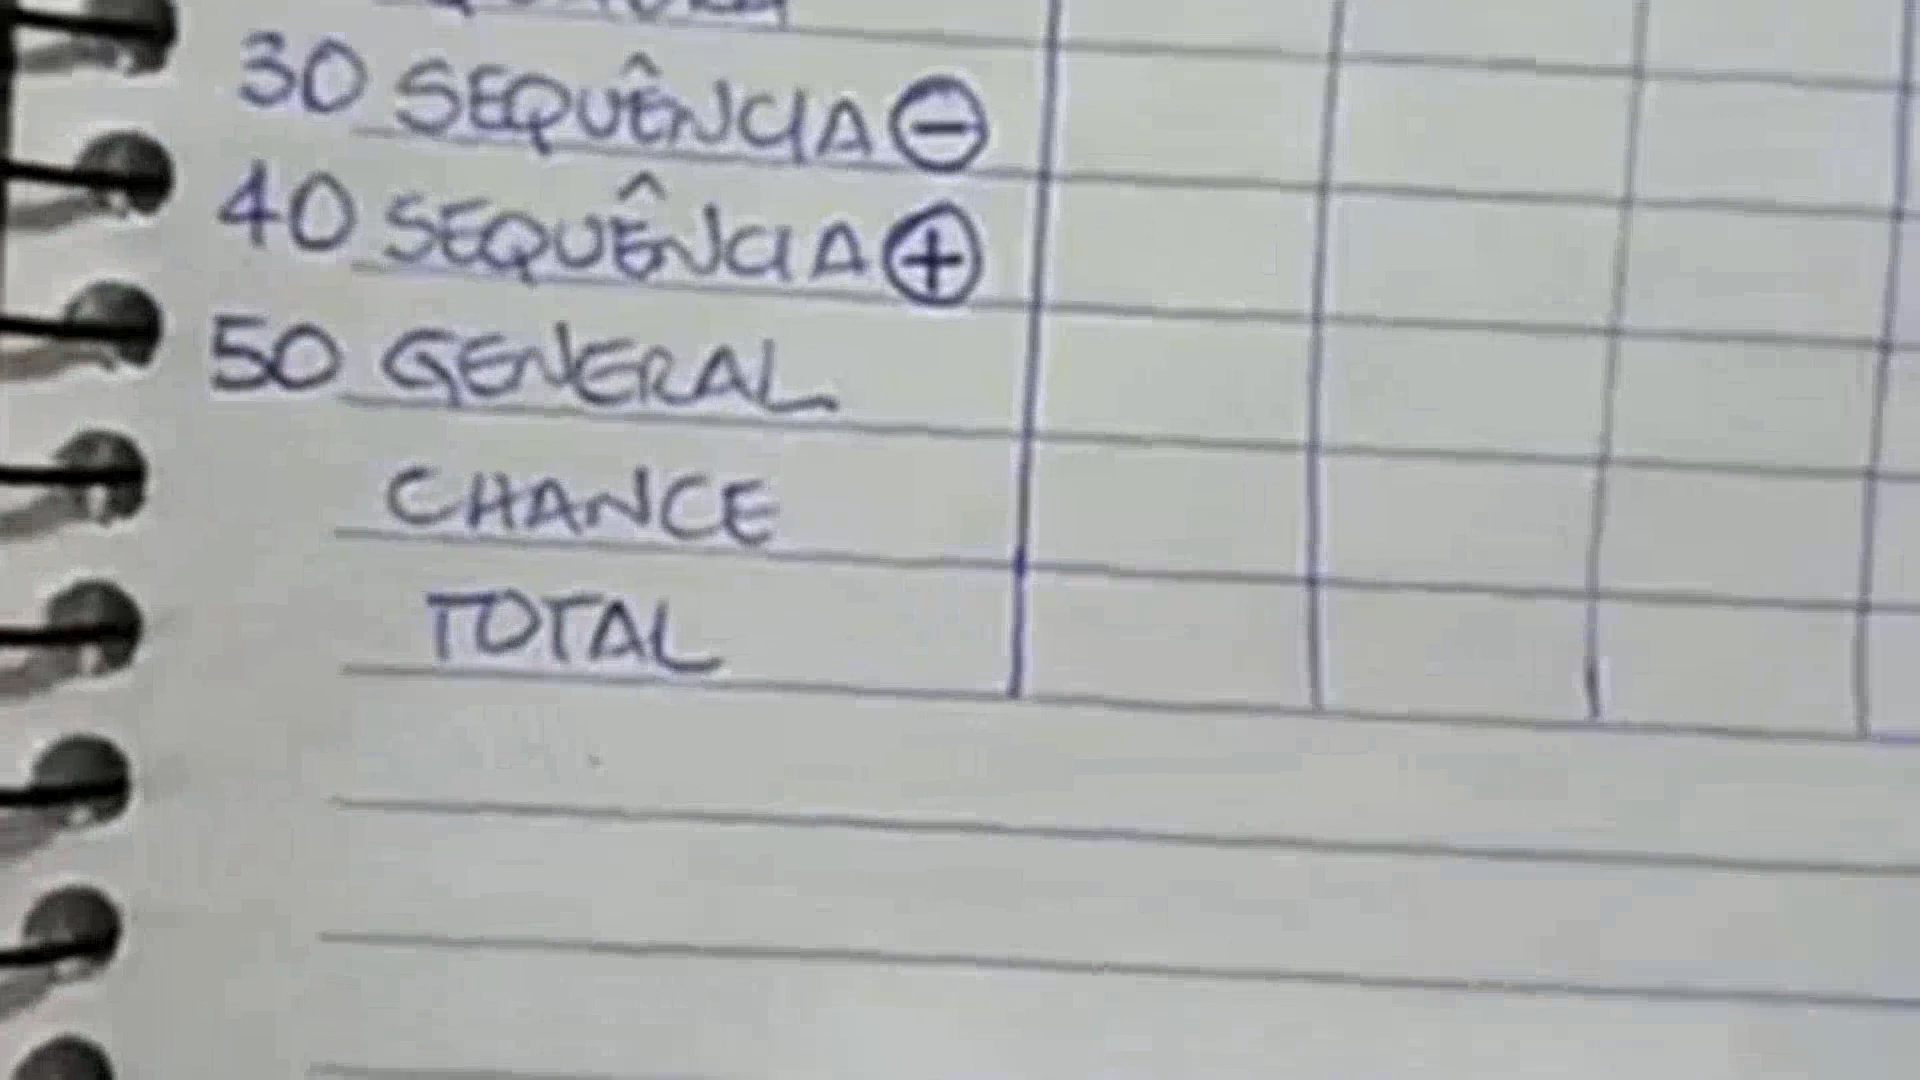 30 SEQUÊNCIA ⊖
40 SEQUÊNCIA ⊕
50 GENERAL
CHANCE
TOTAL